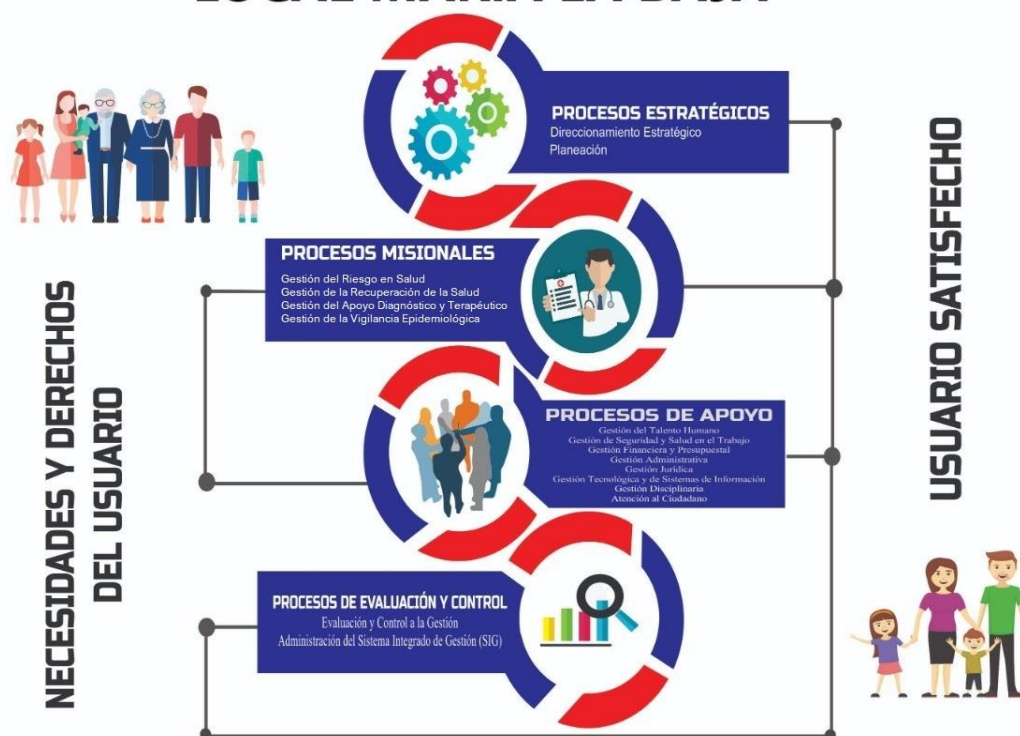 PROCESOS ESTRATÉGICOS
Direccionamiento Estratégico
Planeación
PROCESOS MISIONALES
Gestión del Riesgo en Salud
Gestión de la Recuperación de la Salud
Gestión del Apoyo Diagnóstico y Terapéutico
Gestión de la Vigilancia Epidemiológica
PROCESOS DE APOYO
Gestión del Talento Humano
Gestión de Seguridad y Salud en el Trabajo
Gestión Financiera y Presupuestal
Gestión Administrativa
Gestión Jurídica
Gestión Tecnológica y de Sistemas de Información
Gestión Disciplinaria
Atención al Ciudadano
PROCESOS DE EVALUACIÓN Y CONTROL
Evaluación y Control a la Gestión
Administración del Sistema Integrado de Gestión (SIG)
NECESIDADES Y DERECHOS
DEL USUARIO
USUARIO SATISFECHO